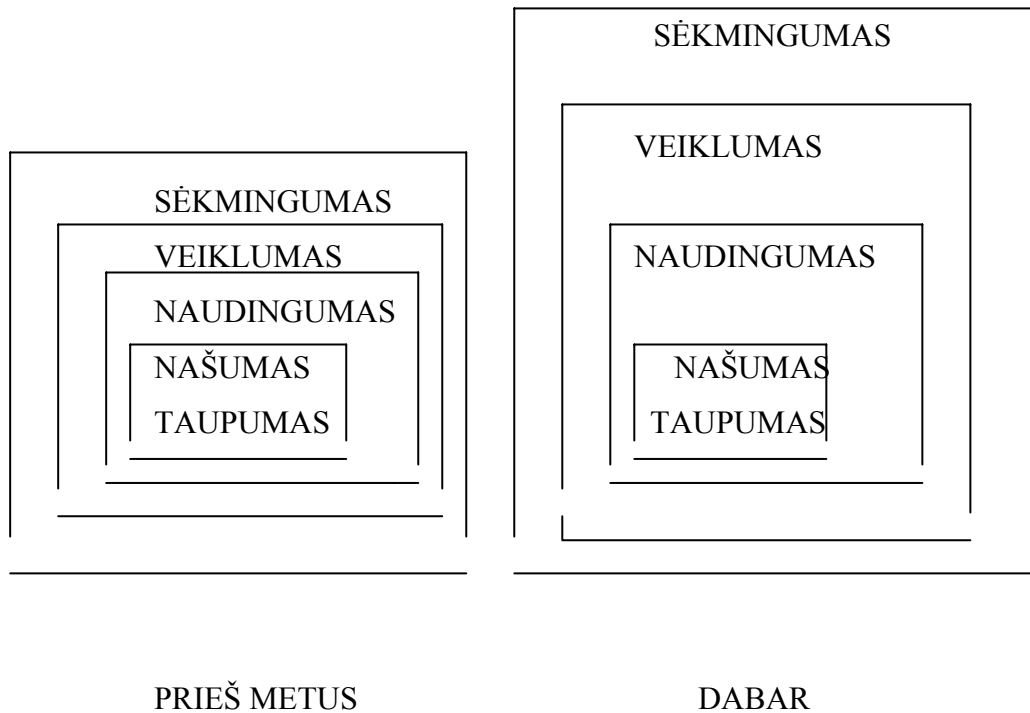 SĖKMINGUMAS
VEIKLUMAS
NAUDINGUMAS
NAŠUMAS
TAUPUMAS
PRIEŠ METUS
SĖKMINGUMAS
VEIKLUMAS
NAUDINGUMAS
NAŠUMAS
TAUPUMAS
DABAR